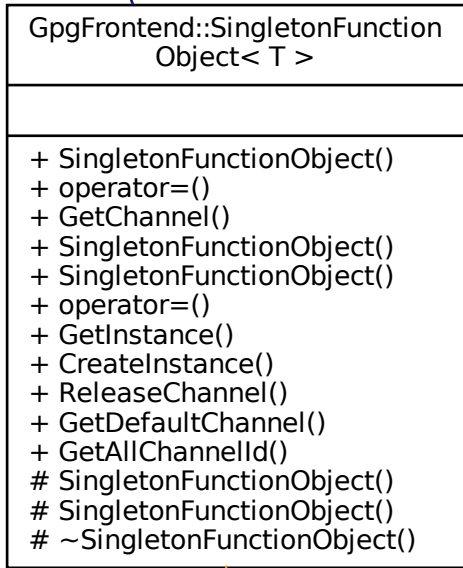 GpgFrontend::SingletonFunction
Object< T >
+ SingletonFunctionObject()
+ operator=()
+ GetChannel()
+ SingletonFunctionObject()
+ SingletonFunctionObject()
+ operator=()
+ GetInstance()
+ CreateInstance()
+ ReleaseChannel()
+ GetDefaultChannel()
+ GetAllChannelId()
# SingletonFunctionObject()
# SingletonFunctionObject()
# ~SingletonFunctionObject()